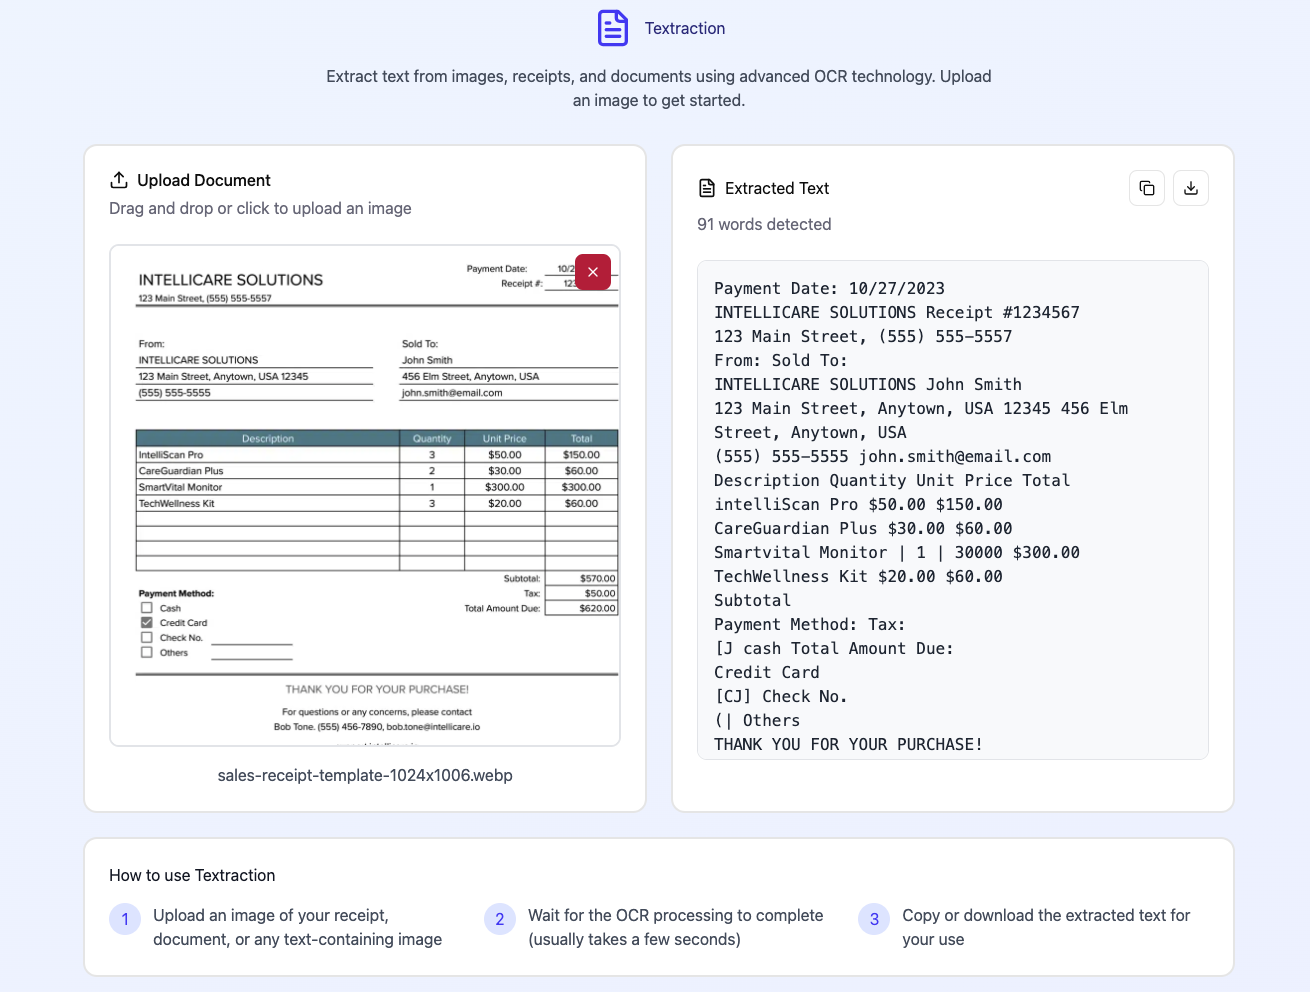 Textraction
Extract text from images, receipts, and documents using advanced OCR technology. Upload
an image to get started.
Upload Document
Drag and drop or click to upload an image
INTELLICARE SOLUTIONS
123 Main Street, (555) 555-5557
Payment Date: 10/2
Receipt #: 123
From:
INTELLICARE SOLUTIONS
123 Main Street, Anytown, USA 12345
(555) 555-5555
Sold To:
John Smith
456 Elm Street, Anytown, USA
john.smith@email.com
Description Quantity Unit Price Total
IntelliScan Pro 3 $50.00 $150.00
CareGuardian Plus 2 $30.00 $60.00
SmartVital Monitor 1 $300.00 $300.00
TechWellness Kit 3 $20.00 $60.00
Subtotal: $570.00
Tax: $50.00
Total Amount Due: $620.00
Payment Method:
Cash
Credit Card
Check No.
Others
THANK YOU FOR YOUR PURCHASE!
For questions or any concerns, please contact
Bob Tone. (555) 456-7890, bob.tone@intellicare.io
sales-receipt-template-1024x1006.webp
Extracted Text
91 words detected
Payment Date: 10/27/2023
INTELLICARE SOLUTIONS Receipt #1234567
123 Main Street, (555) 555-5557
From: Sold To:
INTELLICARE SOLUTIONS John Smith
123 Main Street, Anytown, USA 12345 456 Elm
Street, Anytown, USA
(555) 555-5555 john.smith@email.com
Description Quantity Unit Price Total
intelliScan Pro $50.00 $150.00
CareGuardian Plus $30.00 $60.00
Smartvital Monitor | 1 | 30000 $300.00
TechWellness Kit $20.00 $60.00
Subtotal
Payment Method: Tax:
[J cash Total Amount Due:
Credit Card
[CJ] Check No.
(| Others
THANK YOU FOR YOUR PURCHASE!
How to use Textraction
1 Upload an image of your receipt,
document, or any text-containing image
2 Wait for the OCR processing to complete
(usually takes a few seconds)
3 Copy or download the extracted text for
your use